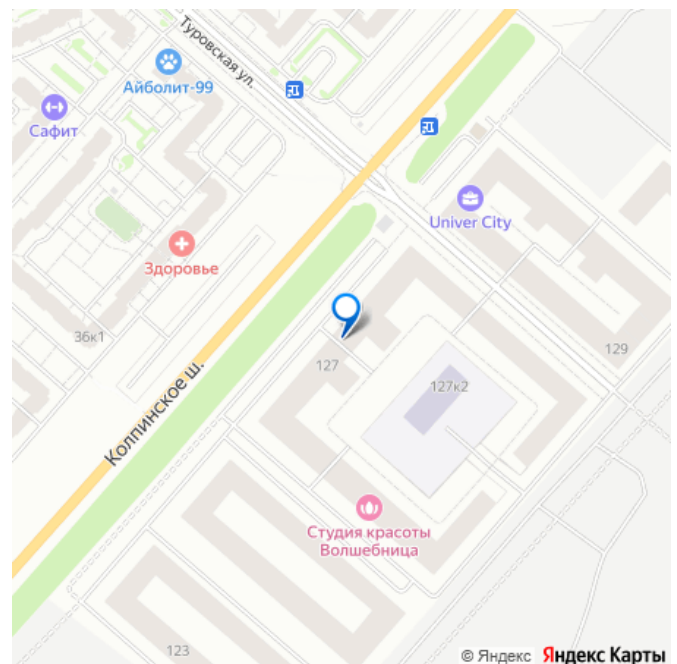 Туровская ул.
Айболит-99
Сафит
Univer City
Здоровье
36к1
127
129
127к2
Колпинское ш.
Студия красоты
Волшебница
123
© Яндекс Яндекс Карты